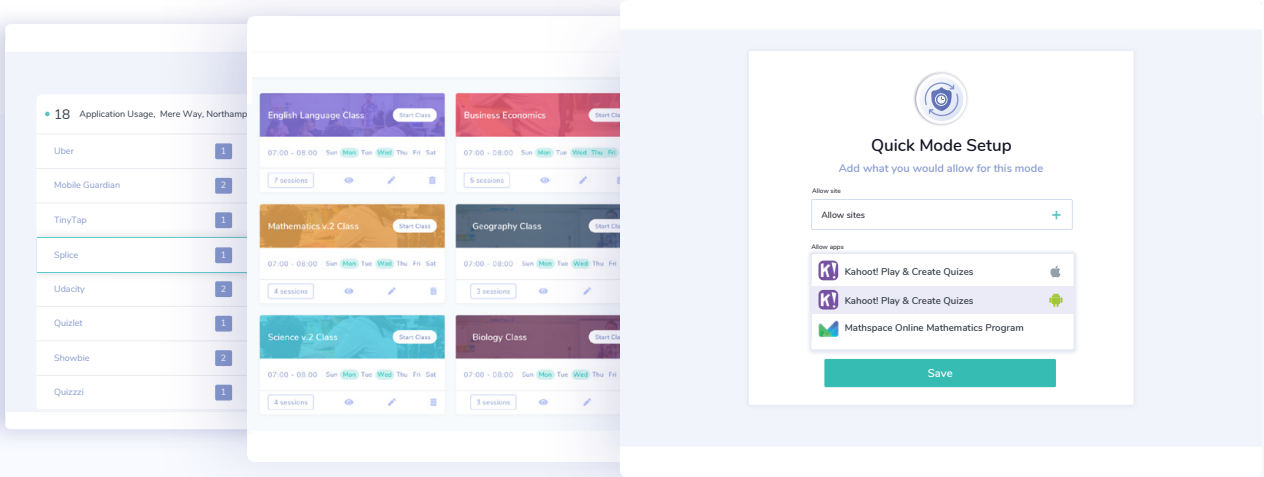 18 Application Usage, Mere Way, Northamp
Uber 1
Mobile Guardian 2
TinyTap 1
Splice 1
Udacity 2
Quizlet 1
Showbie 2
Quizzzi 1
English Language Class Start Class
07:00 - 08:00 Sun Mon Tue Wed Thu Fri Sat
7 sessions
Business Economics Start Clas
07:00 - 08:00 Sun Mon Tue Wed Thu Fri
5 sessions
Mathematics v.2 Class Start Class
07:00 - 08:00 Sun Mon Tue Wed Thu Fri Sat
4 sessions
Geography Class Start Clas
07:00 - 08:00 Sun Mon Tue Wed Thu Fri
3 sessions
Science v.2 Class Start Class
07:00 - 08:00 Sun Mon Tue Wed Thu Fri Sat
4 sessions
Biology Class Start Clas
07:00 - 08:00 Sun Mon Tue Wed Thu Fri
3 sessions
Quick Mode Setup
Add what you would allow for this mode
Allow site
Allow sites +
Allow apps
K! Kahoot! Play & Create Quizes
K! Kahoot! Play & Create Quizes
Mathspace Online Mathematics Program
Save